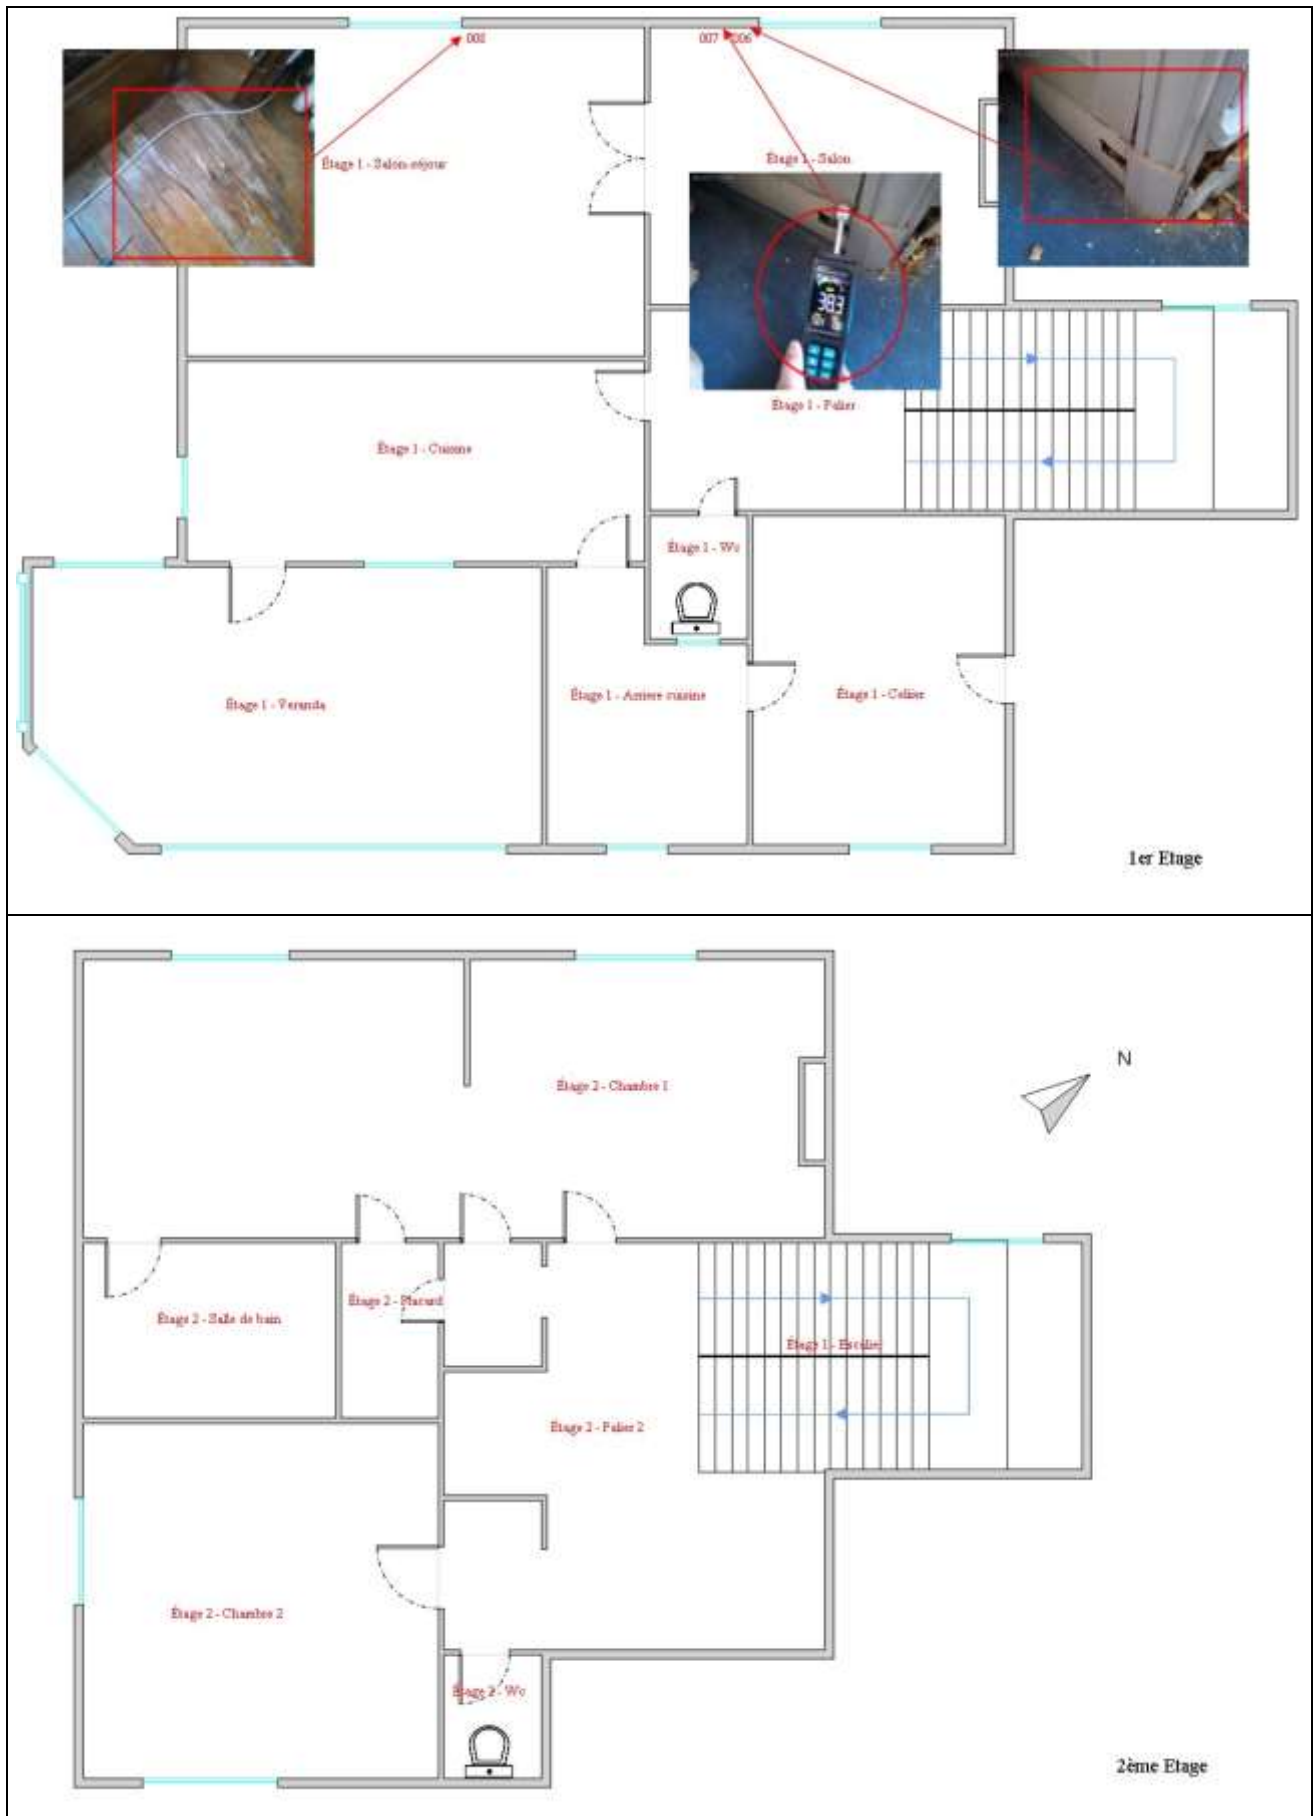 008
007 006
Étage 1 - Salon-séjour
Étage 1 - Salon
38.3
Étage 1 - Palier
Étage 1 - Cuisine
Étage 1 - Wc
Étage 1 - Veranda
Étage 1 - Arriere cuisine
Étage 1 - Celier
1er Etage
N
Étage 2 - Chambre 1
Étage 2 - Placard
Étage 2 - Salle de bain
Étage 1 - Escalier
Étage 2 - Palier 2
Étage 2 - Chambre 2
Étage 2 - Wc
2ème Etage